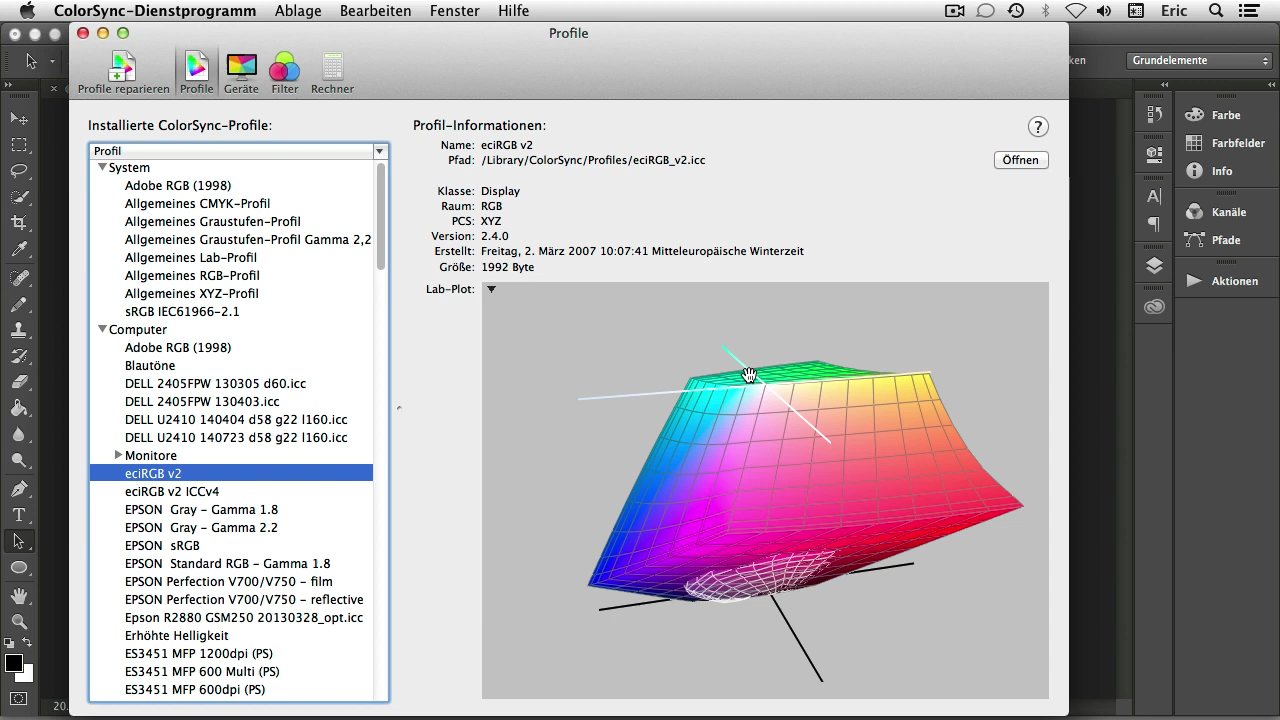 ColorSync-Dienstprogramm Ablage Bearbeiten Fenster Hilfe Eric
Profile
Profile reparieren Profile Geräte Filter Rechner
ken
Grundelemente
Installierte ColorSync-Profile:
Profil
System
Adobe RGB (1998)
Allgemeines CMYK-Profil
Allgemeines Graustufen-Profil
Allgemeines Graustufen-Profil Gamma 2,2
Allgemeines Lab-Profil
Allgemeines RGB-Profil
Allgemeines XYZ-Profil
sRGB IEC61966-2.1
Computer
Adobe RGB (1998)
Blautöne
DELL 2405FPW 130305 d60.icc
DELL 2405FPW 130403.icc
DELL U2410 140404 d58 g22 l160.icc
DELL U2410 140723 d58 g22 l160.icc
Monitore
eciRGB v2
eciRGB v2 ICCv4
EPSON Gray - Gamma 1.8
EPSON Gray - Gamma 2.2
EPSON sRGB
EPSON Standard RGB - Gamma 1.8
EPSON Perfection V700/V750 - film
EPSON Perfection V700/V750 - reflective
Epson R2880 GSM250 20130328_opt.icc
Erhöhte Helligkeit
ES3451 MFP 1200dpi (PS)
ES3451 MFP 600 Multi (PS)
ES3451 MFP 600dpi (PS)
Profil-Informationen:
?
Name: eciRGB v2
Pfad: /Library/ColorSync/Profiles/eciRGB_v2.icc
Öffnen
Klasse: Display
Raum: RGB
PCS: XYZ
Version: 2.4.0
Erstellt: Freitag, 2. März 2007 10:07:41 Mitteleuropäische Winterzeit
Größe: 1992 Byte
Lab-Plot:
Farbe
Farbfelder
Info
Kanäle
Pfade
Aktionen
20.